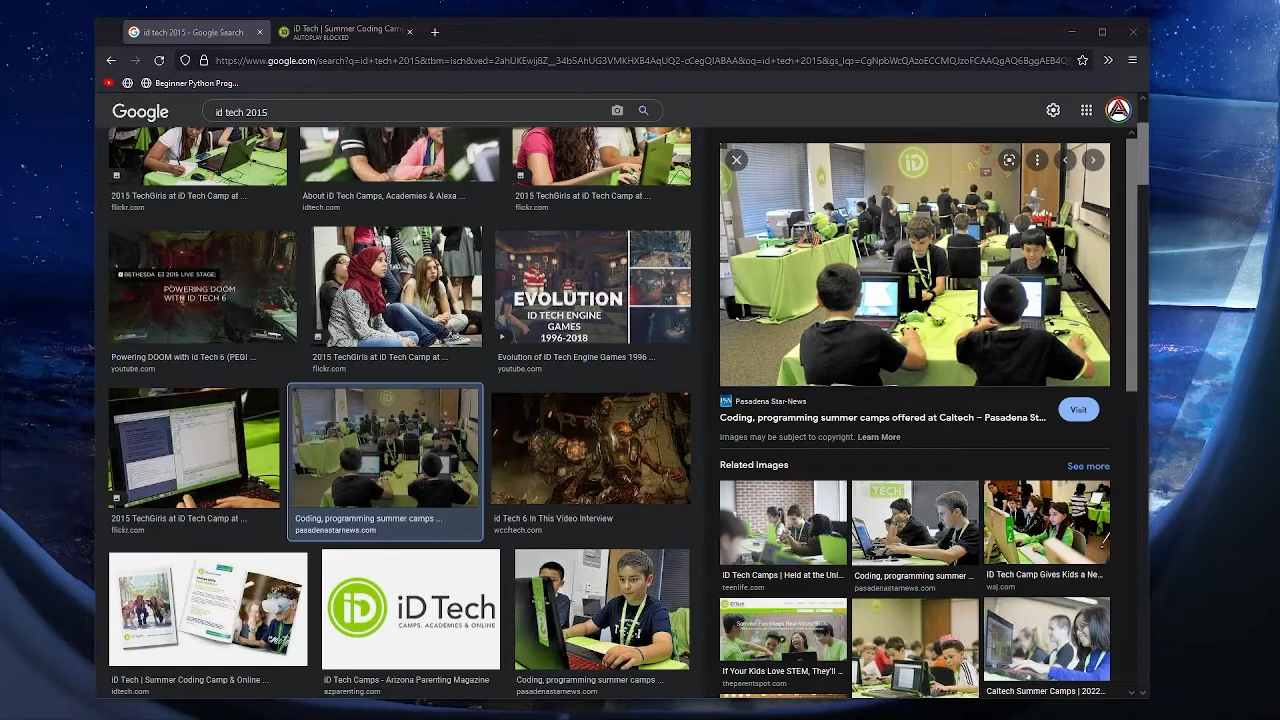 id tech 2015 - Google Search
iD Tech | Summer Coding Cam
AUTOPLAY BLOCKED
Beginner Python Prog...
Google
id tech 2015
2015 TechGirls at iD Tech Camp at ...
flickr.com
About iD Tech Camps, Academies & Alexa ...
idtech.com
2015 TechGirls at iD Tech Camp at ...
flickr.com
BETHESDA E3 2015 LIVE STAGE:
POWERING DOOM
WITH ID TECH 6
Powering DOOM with id Tech 6 (PEGI ...
youtube.com
2015 TechGirls at iD Tech Camp at ...
flickr.com
EVOLUTION
ID TECH ENGINE
GAMES
1996-2018
Evolution of ID Tech Engine Games 1996 ...
youtube.com
2015 TechGirls at iD Tech Camp at ...
flickr.com
Coding, programming summer camps ...
pasadenastarnews.com
id Tech 6 In This Video Interview
wccftech.com
iD Tech | Summer Coding Camp & Online ...
idtech.com
iD iD Tech
CAMPS, ACADEMIES & ONLINE
iD Tech Camps - Arizona Parenting Magazine
azparenting.com
Coding, programming summer camps ...
pasadenastarnews.com
iD
PSN Pasadena Star-News
Coding, programming summer camps offered at Caltech – Pasadena St...
Visit
Images may be subject to copyright. Learn More
Related Images
See more
TECH
iD Tech Camps | Held at the Uni...
teenlife.com
Coding, programming summer ...
pasadenastarnews.com
ID Tech Camp Gives Kids a Ne...
wsj.com
If Your Kids Love STEM, They'll ...
theparentspot.com
Caltech Summer Camps | 2022...